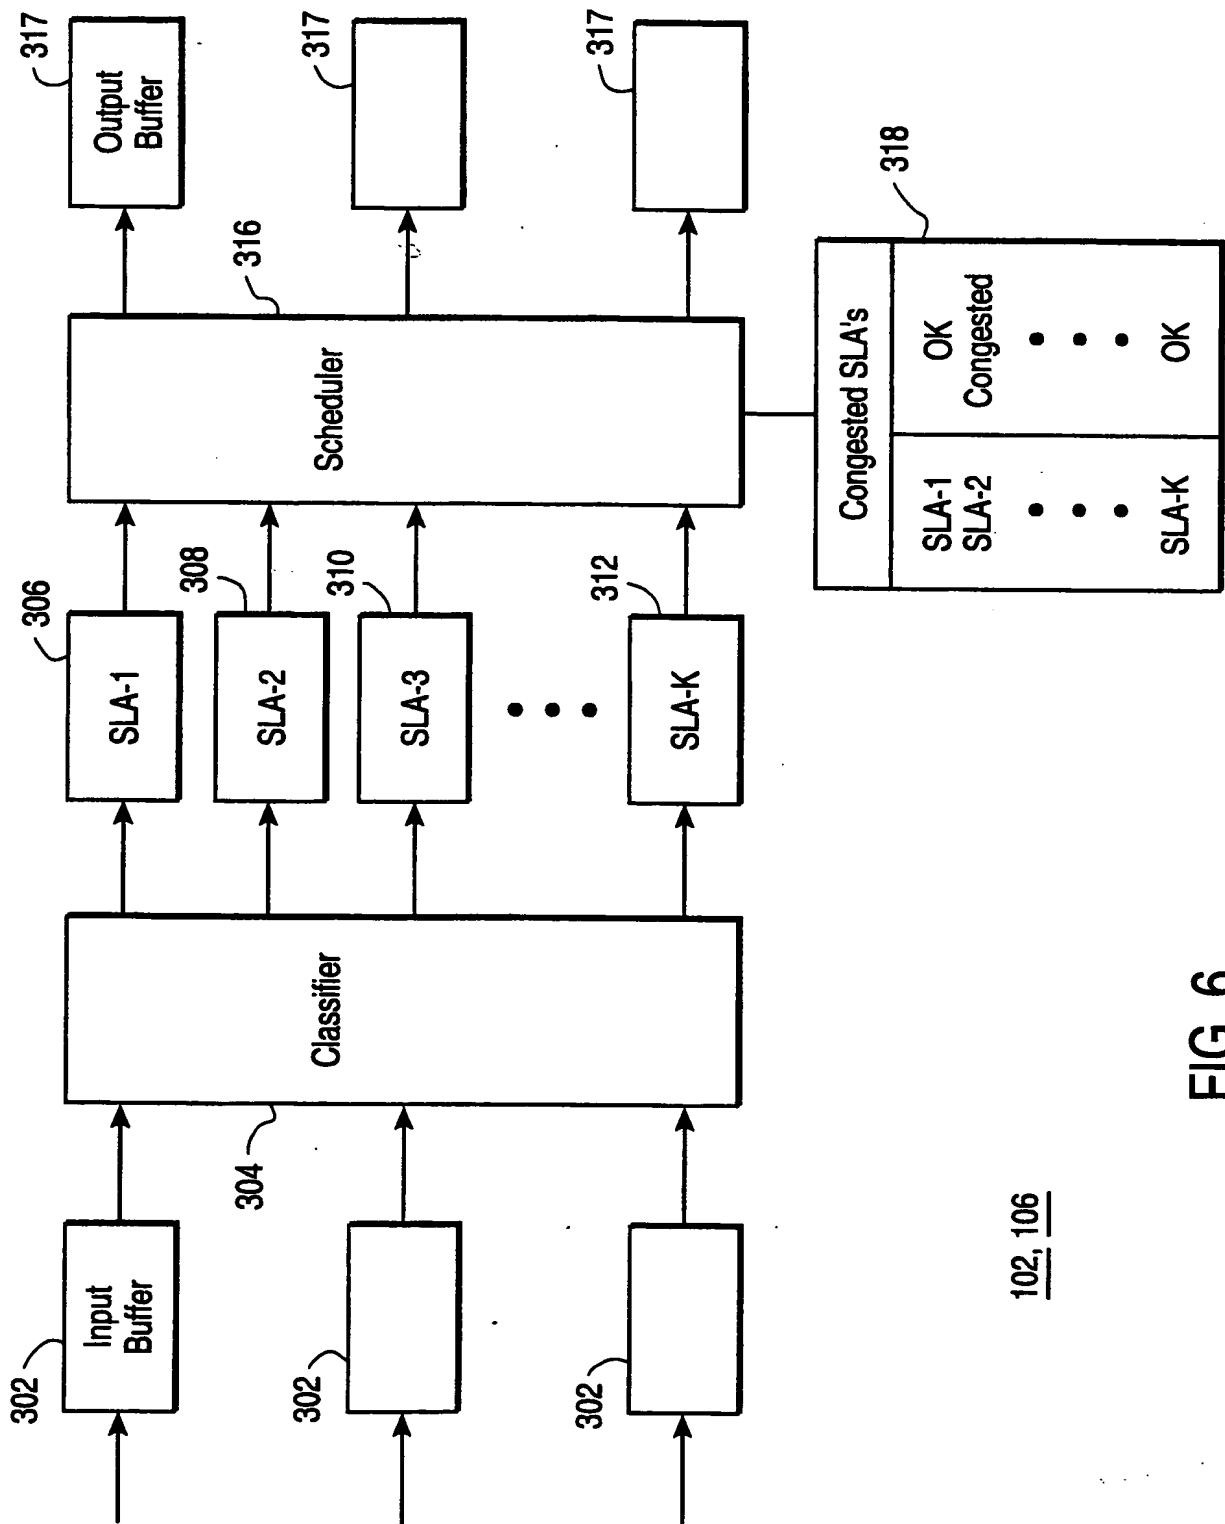 302
Input
Buffer
302
302
304
Classifier
306
SLA-1
308
SLA-2
310
SLA-3
312
SLA-K
316
Scheduler
317
Output
Buffer
317
317
318
Congested SLA's
SLA-1 OK
SLA-2 Congested
SLA-K OK
102, 106
FIG. 6